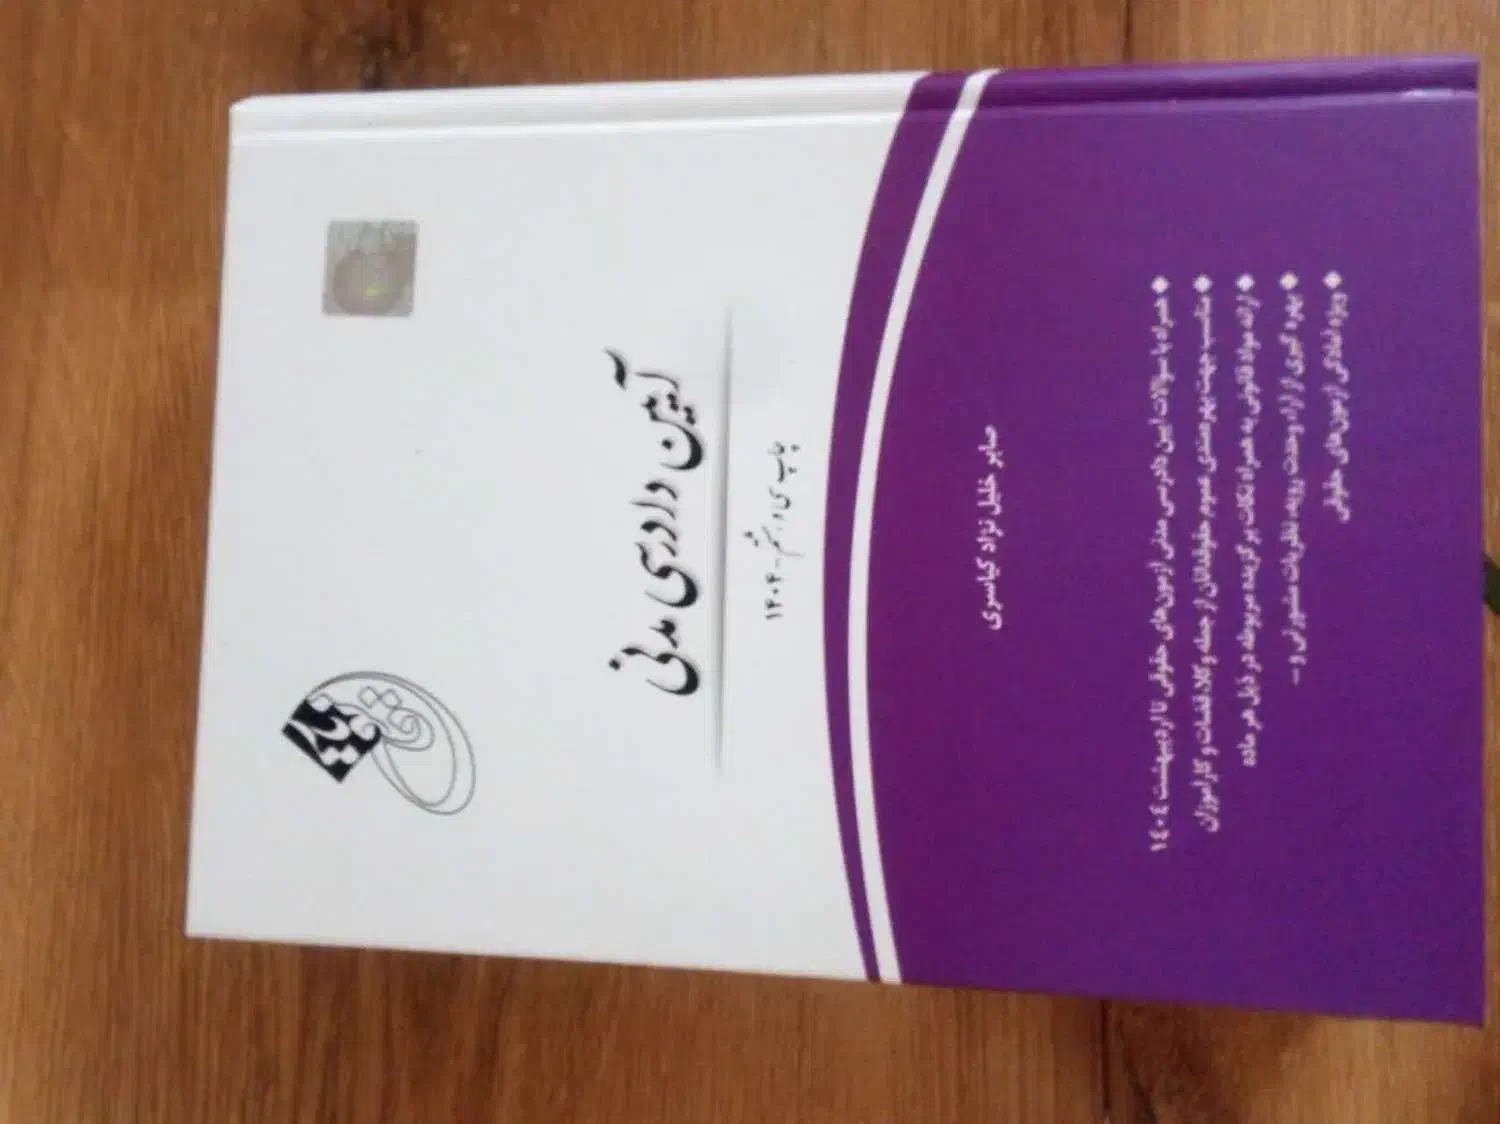 آیین دادرسی مدنی
چاپ سی و هشتم - ۱۴۰۴
صابر خلیل نژاد کیاسری
◆ همراه با سوالات آیین دادرسی مدنی آزمون‌های حقوقی تا اردیبهشت ۱۴۰۴
◆ مناسب جهت بهره‌مندی عموم حقوقدانان از جمله وکلا، قضات و کارآموزان
◆ ارائه مواد قانونی به همراه نکات برگزیده مربوطه در ذیل هر ماده
◆ بهره گیری از آراء وحدت رویه، نظریات مشورتی و ...
◆ ویژه آمادگی آزمون‌های حقوقی